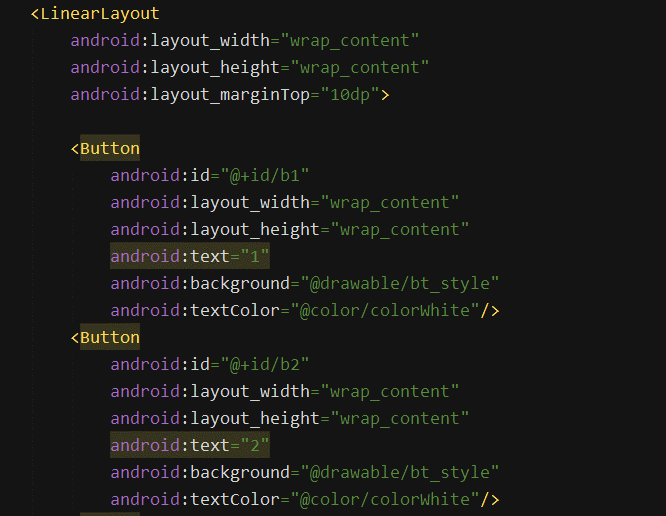 <LinearLayout
android:layout_width="wrap_content"
android:layout_height="wrap_content"
android:layout_marginTop="10dp">
<Button
android:id="@+id/b1"
android:layout_width="wrap_content"
android:layout_height="wrap_content"
android:text="1"
android:background="@drawable/bt_style"
android:textColor="@color/colorWhite"/>
<Button
android:id="@+id/b2"
android:layout_width="wrap_content"
android:layout_height="wrap_content"
android:text="2"
android:background="@drawable/bt_style"
android:textColor="@color/colorWhite"/>